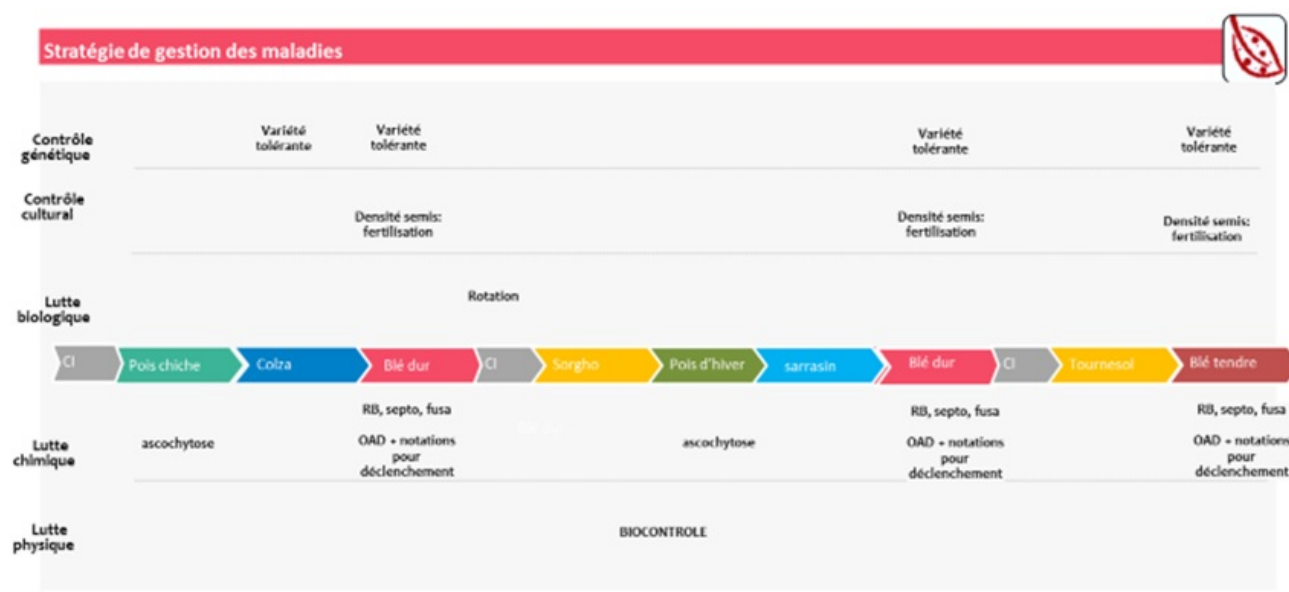 Stratégie de gestion des maladies
Contrôle
génétique
Variété
tolérante
Variété
tolérante
Variété
tolérante
Variété
tolérante
Contrôle
cultural
Densité semis:
fertilisation
Densité semis:
fertilisation
Densité semis:
fertilisation
Lutte
biologique
Rotation
CI
Pois chiche
Colza
Blé dur
CI
Sorgho
Pois d'hiver
sarrasin
Blé dur
CI
Tournesol
Blé tendre
Lutte
chimique
ascochytose
RB, septo, fusa
OAD + notations
pour
déclenchement
ascochytose
RB, septo, fusa
OAD + notations
pour
déclenchement
RB, septo, fusa
OAD + notations
pour
déclenchement
Lutte
physique
BIOCONTROLE